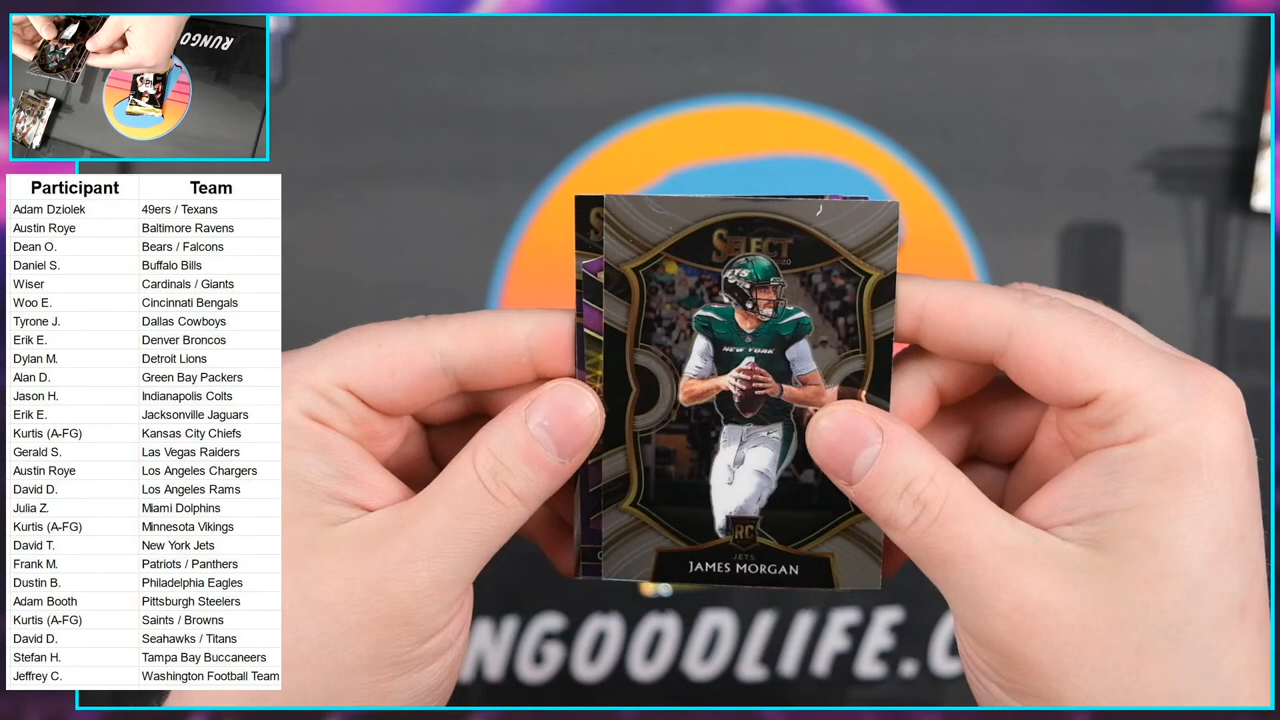 RUNGOOD
Participant Team
Adam Dziolek 49ers / Texans
Austin Roye Baltimore Ravens
Dean O. Bears / Falcons
Daniel S. Buffalo Bills
Wiser Cardinals / Giants
Woo E. Cincinnati Bengals
Tyrone J. Dallas Cowboys
Erik E. Denver Broncos
Dylan M. Detroit Lions
Alan D. Green Bay Packers
Jason H. Indianapolis Colts
Erik E. Jacksonville Jaguars
Kurtis (A-FG) Kansas City Chiefs
Gerald S. Las Vegas Raiders
Austin Roye Los Angeles Chargers
David D. Los Angeles Rams
Julia Z. Miami Dolphins
Kurtis (A-FG) Minnesota Vikings
David T. New York Jets
Frank M. Patriots / Panthers
Dustin B. Philadelphia Eagles
Adam Booth Pittsburgh Steelers
Kurtis (A-FG) Saints / Browns
David D. Seahawks / Titans
Stefan H. Tampa Bay Buccaneers
Jeffrey C. Washington Football Team
SELECT
2020
JETS
NEW YORK
4
RC
JETS
JAMES MORGAN
NGOODLIFE.C